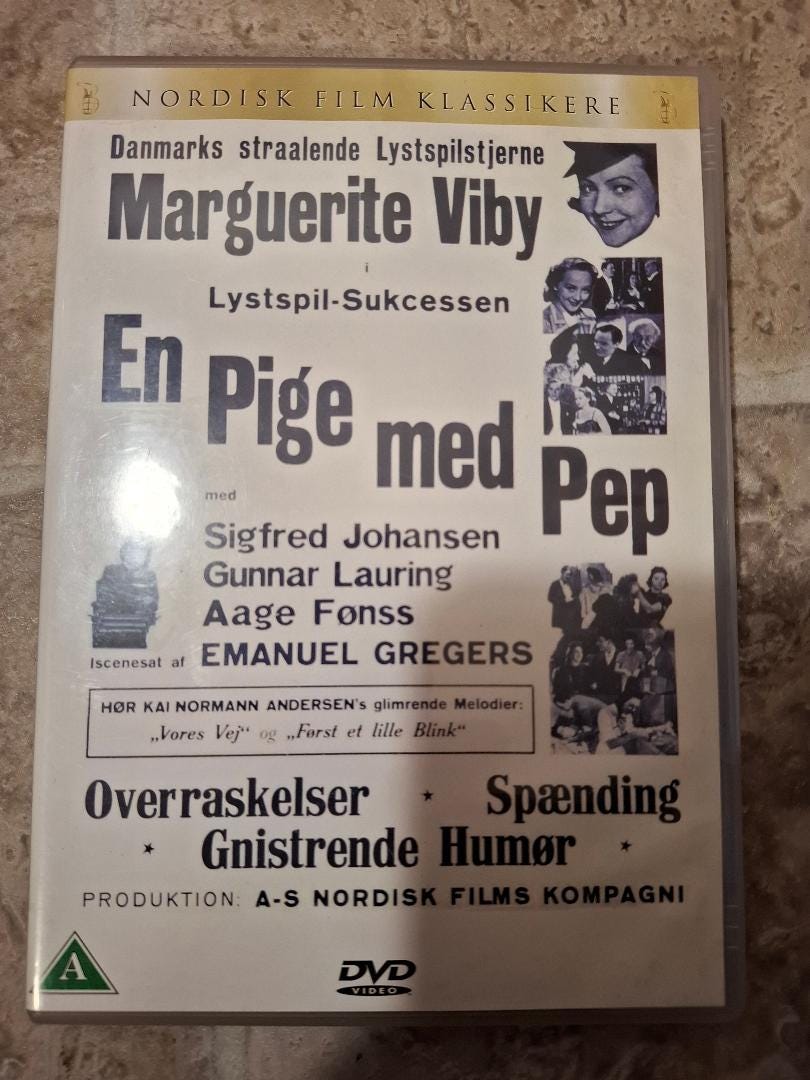 NORDISK FILM KLASSIKERE
Danmarks straalende Lystspilstjerne
Marguerite Viby
i
Lystspil-Sukcessen
En Pige med Pep
med
Sigfred Johansen
Gunnar Lauring
Aage Fønss
Iscenesat af EMANUEL GREGERS
HØR KAI NORMANN ANDERSEN's glimrende Melodier:
„Vores Vej“ og „Først et lille Blink“
Overraskelser * Spænding
* Gnistrende Humør *
PRODUKTION: A-S NORDISK FILMS KOMPAGNI
A
DVD
VIDEO